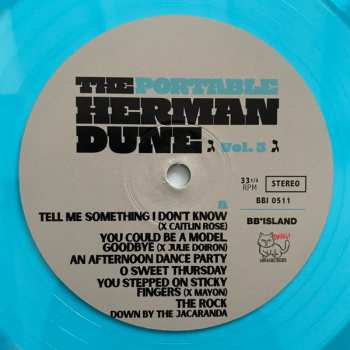 THE PORTABLE
HERMAN
DUNE Vol. 3
33 1/3 RPM STEREO
BBI 0511
BB*ISLAND
B
TELL ME SOMETHING I DON'T KNOW
(X CAITLIN ROSE)
YOU COULD BE A MODEL,
GOODBYE (X JULIE DOIRON)
AN AFTERNOON DANCE PARTY
O SWEET THURSDAY
YOU STEPPED ON STICKY
FINGERS (X MAYON)
THE ROCK
DOWN BY THE JACARANDA